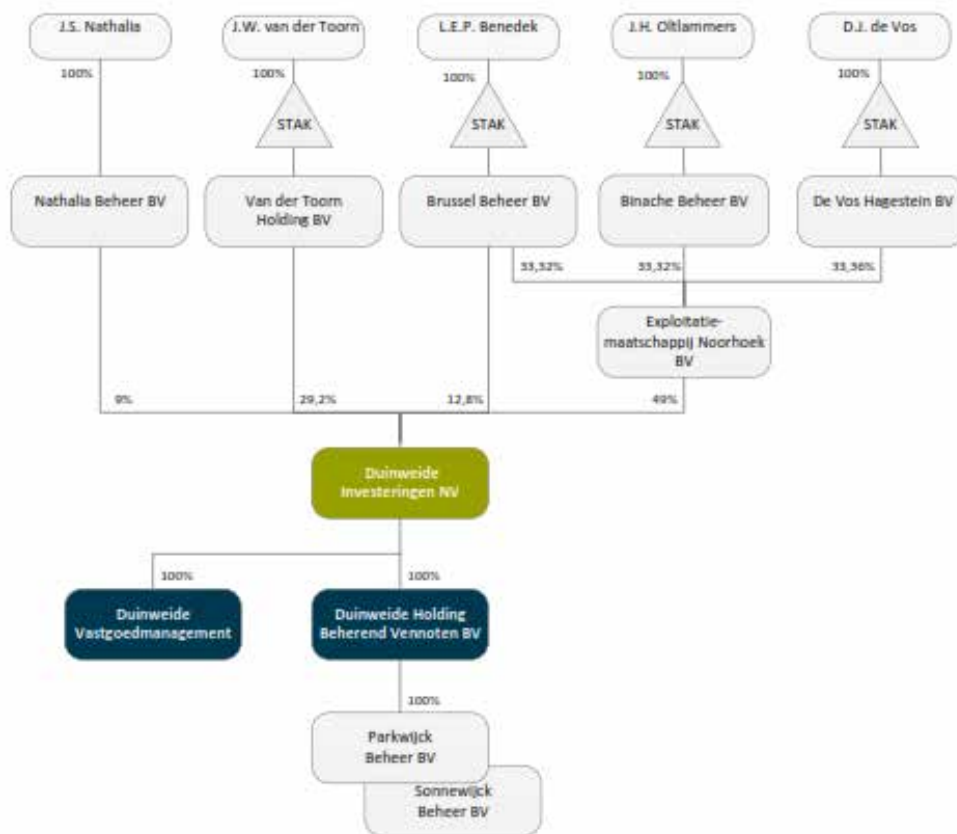 J.S. Nathalia
J.W. van der Toorn
L.E.P. Benedek
J.H. Oltlammers
D.J. de Vos
100%
100%
100%
100%
100%
STAK
STAK
STAK
STAK
Nathalia Beheer BV
Van der Toorn
Holding BV
Brussel Beheer BV
Binache Beheer BV
De Vos Hagestein BV
33,32%
33,32%
33,36%
Exploitatie-
maatschappij Noorhoek
BV
9%
29,2%
12,8%
49%
Duinweide
Investeringen NV
100%
100%
Duinweide
Vastgoedmanagement
Duinweide Holding
Beherend Vennoten BV
100%
Parkwijck
Beheer BV
Sonnewijck
Beheer BV